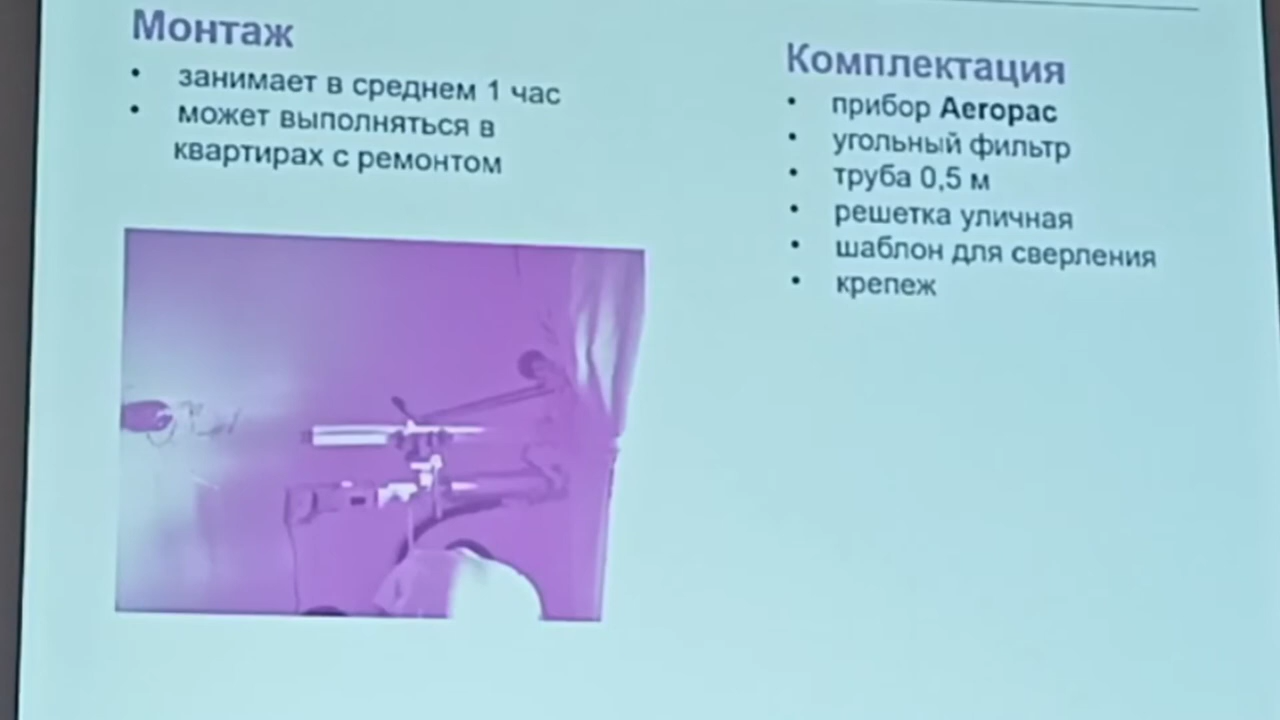 Монтаж
• занимает в среднем 1 час
• может выполняться в
квартирах с ремонтом
Комплектация
• прибор Aeropac
• угольный фильтр
• труба 0,5 м
• решетка уличная
• шаблон для сверления
• крепеж